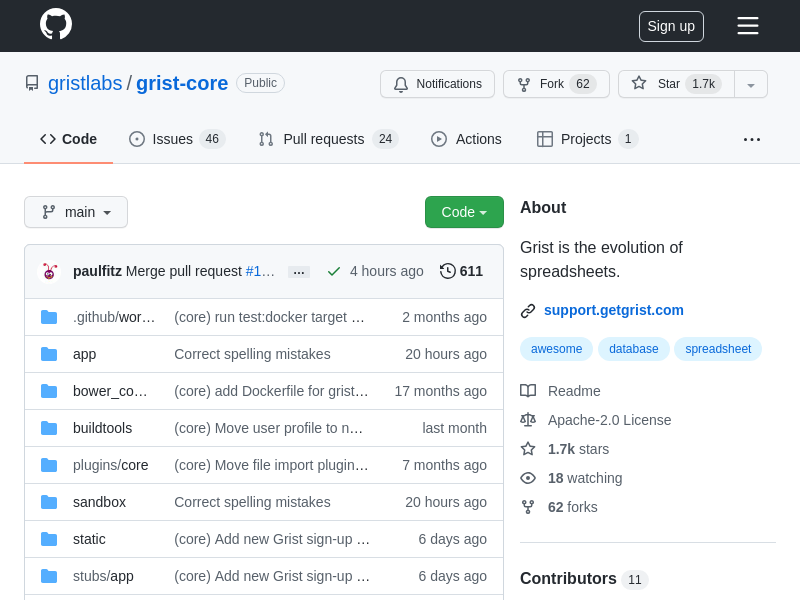 Sign up
gristlabs / grist-core Public
Notifications
Fork 62
Star 1.7k
Code
Issues 46
Pull requests 24
Actions
Projects 1
main
Code
paulfitz Merge pull request #1… … 4 hours ago 611
.github/wor… (core) run test:docker target … 2 months ago
app Correct spelling mistakes 20 hours ago
bower_co… (core) add Dockerfile for grist… 17 months ago
buildtools (core) Move user profile to n… last month
plugins/core (core) Move file import plugin… 7 months ago
sandbox Correct spelling mistakes 20 hours ago
static (core) Add new Grist sign-up … 6 days ago
stubs/app (core) Add new Grist sign-up … 6 days ago
About
Grist is the evolution of
spreadsheets.
support.getgrist.com
awesome database spreadsheet
Readme
Apache-2.0 License
1.7k stars
18 watching
62 forks
Contributors 11